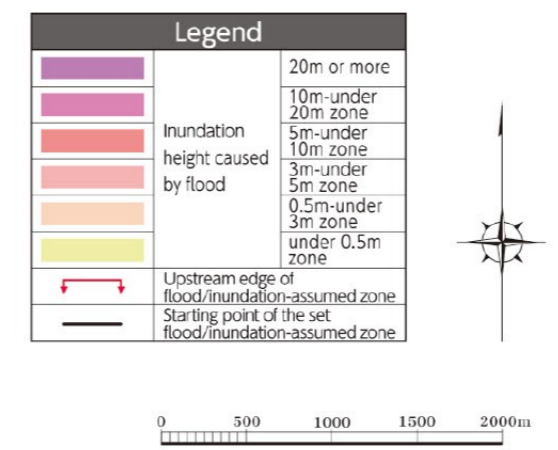 Legend
20m or more
10m-under
20m zone
5m-under
10m zone
Inundation
height caused
by flood
3m-under
5m zone
0.5m-under
3m zone
under 0.5m
zone
Upstream edge of
flood/inundation-assumed zone
Starting point of the set
flood/inundation-assumed zone
0 500 1000 1500 2000m